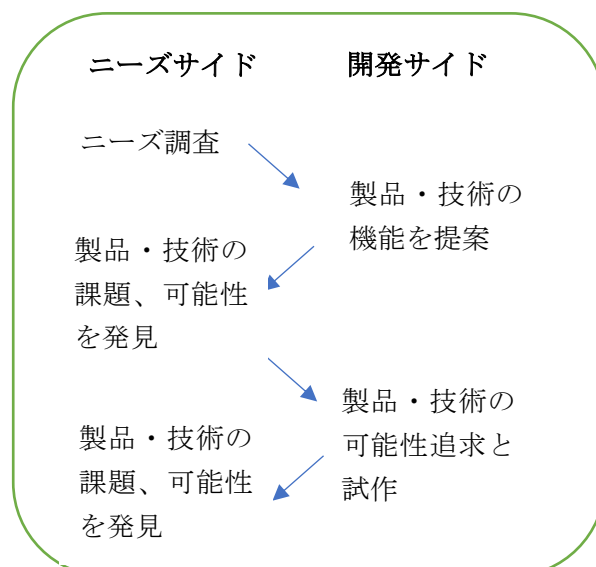 ニーズサイド
開発サイド
ニーズ調査
製品・技術の
機能を提案
製品・技術の
課題、可能性
を発見
製品・技術の
可能性追求と
試作
製品・技術の
課題、可能性
を発見